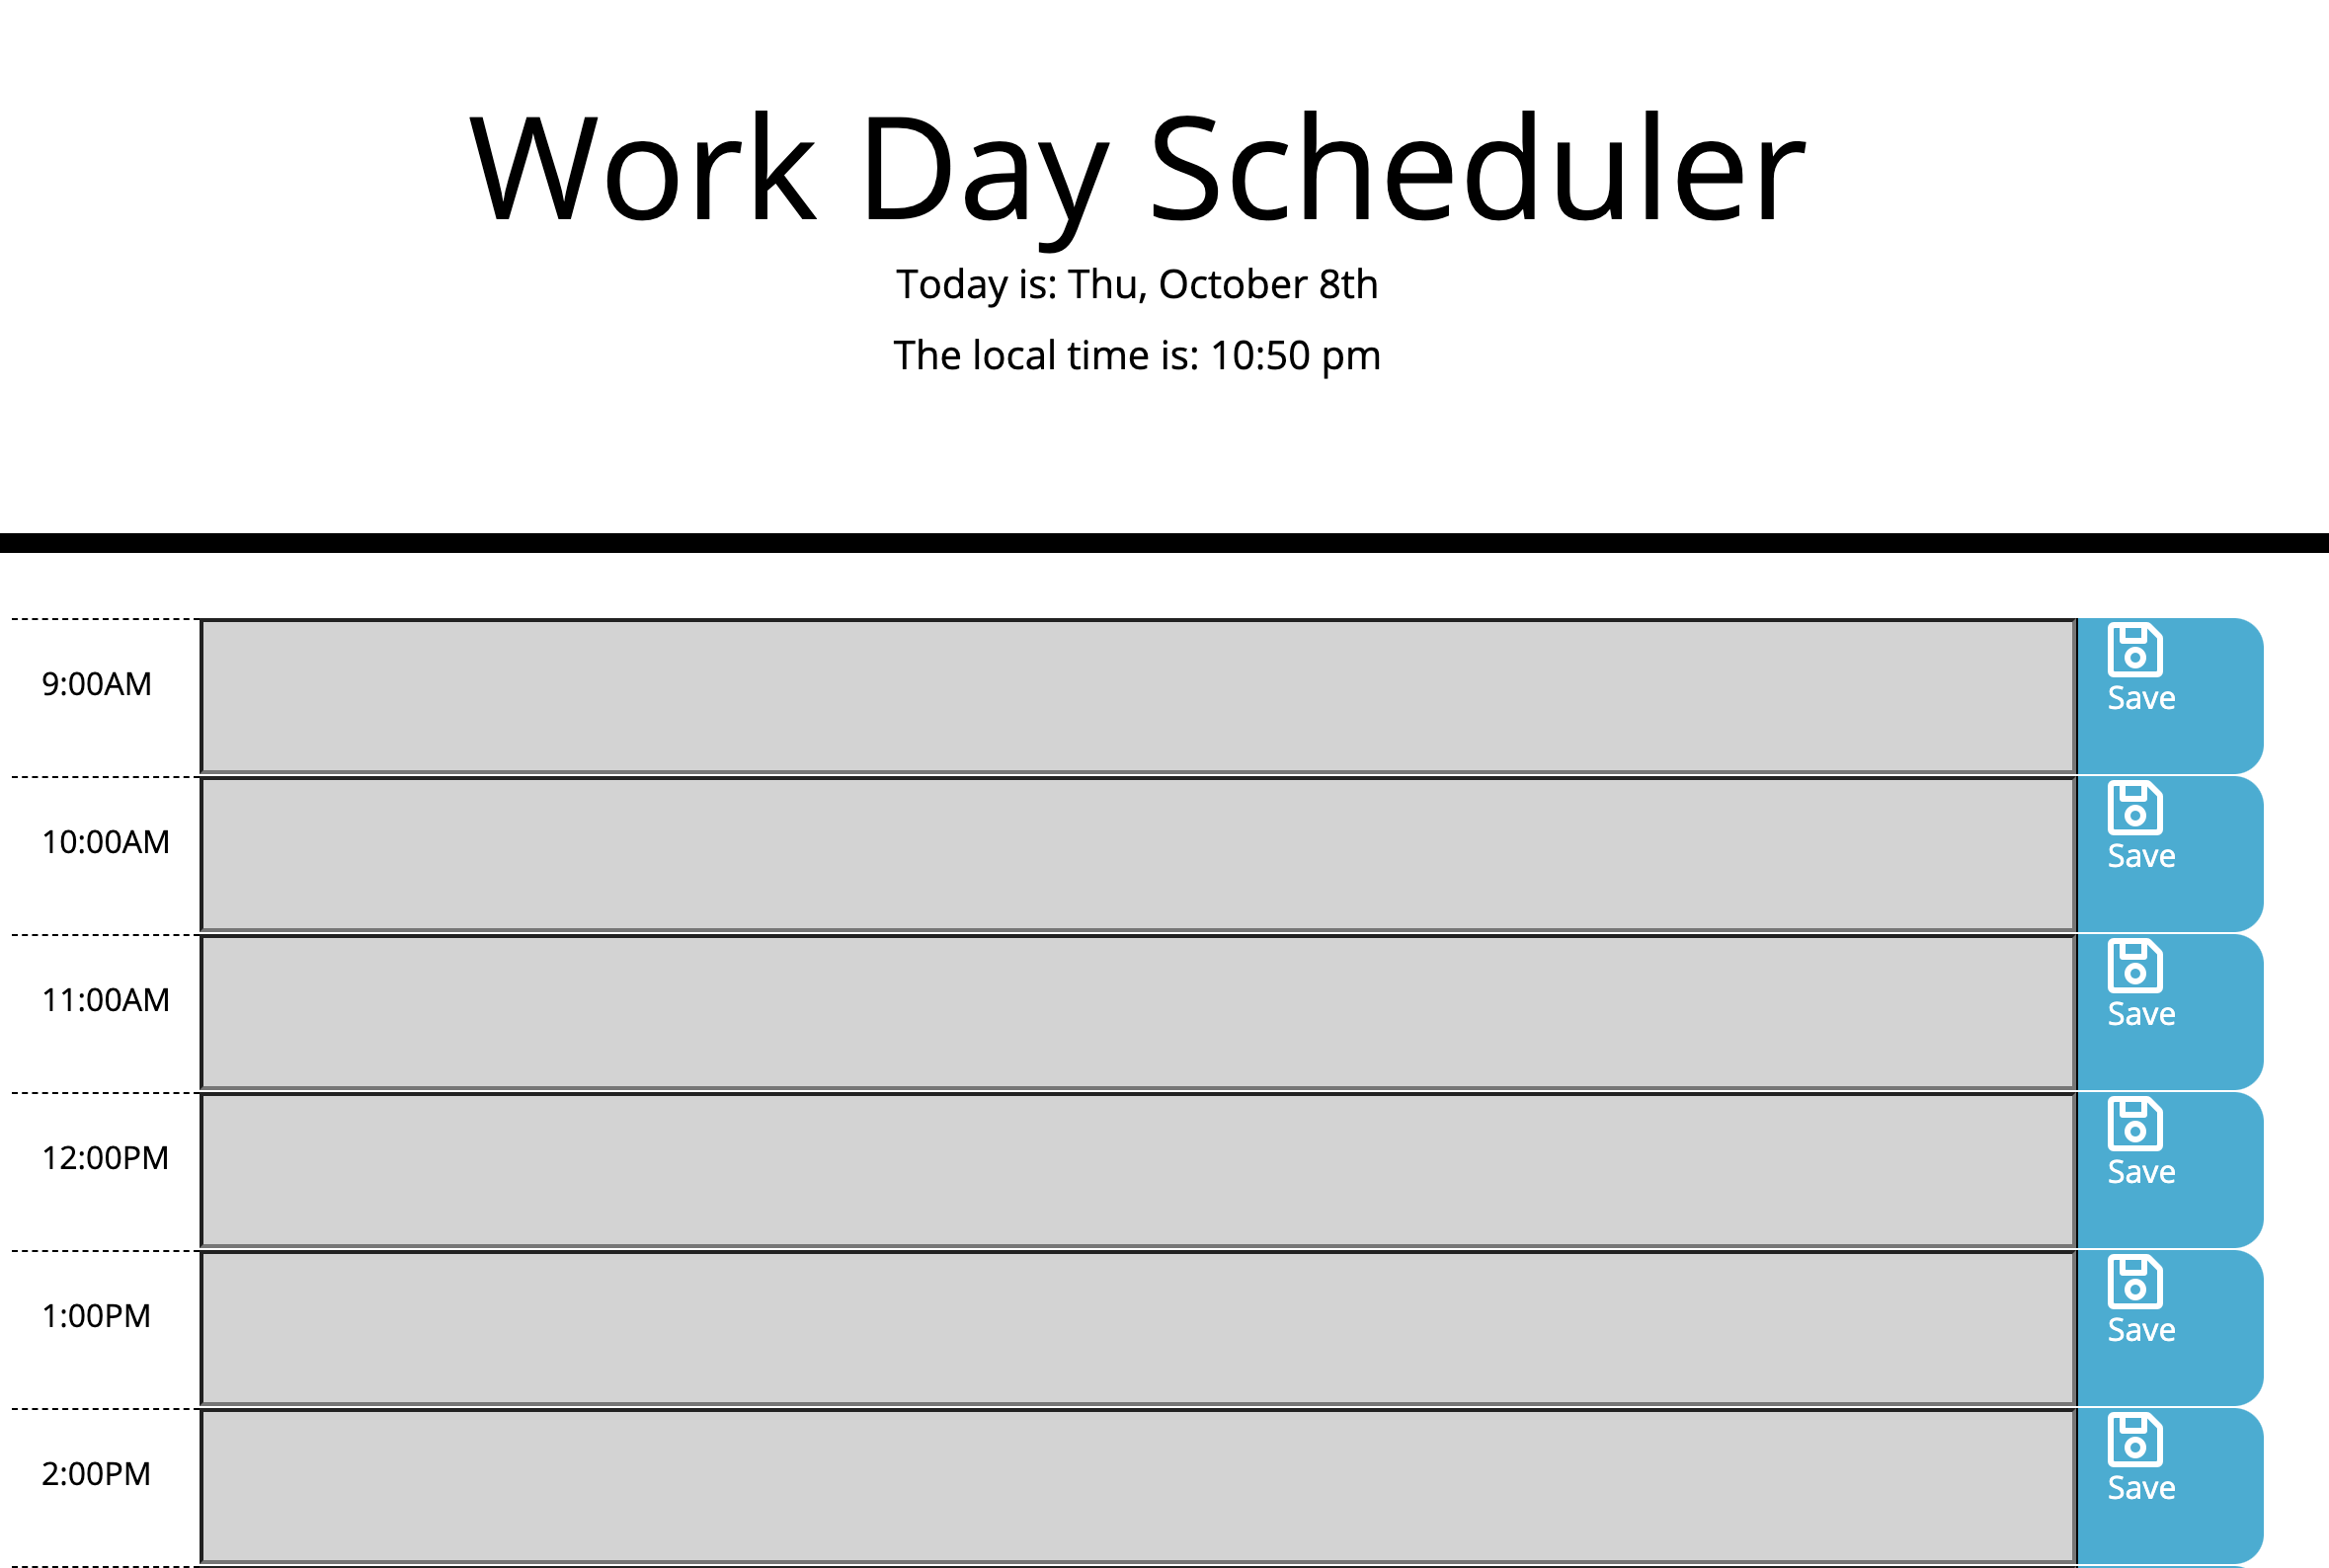 Work Day Scheduler
Today is: Thu, October 8th
The local time is: 10:50 pm
9:00AM
Save
10:00AM
Save
11:00AM
Save
12:00PM
Save
1:00PM
Save
2:00PM
Save